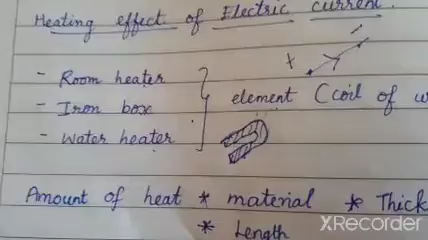 Heating effect of Electric current.
- Room heater
- Iron box
- Water heater
element (coil of
Amount of heat * material * Thick
* Length
XRecorder